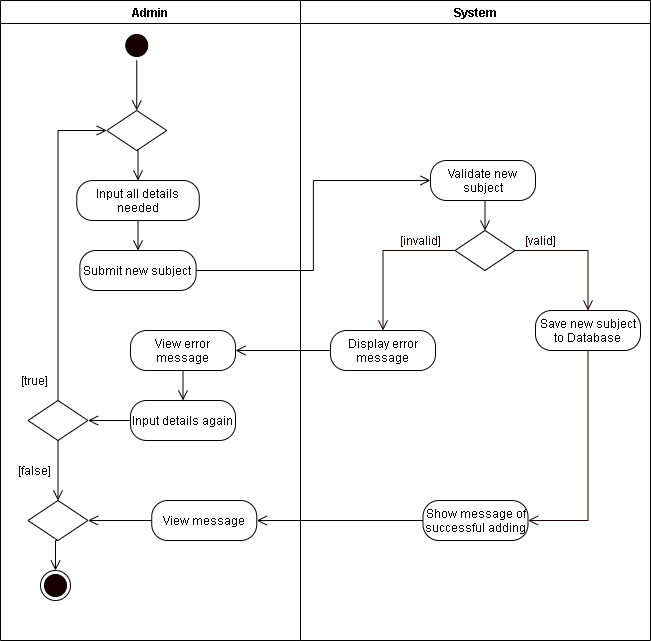 Admin
System
Validate new
subject
Input all details
needed
[invalid]
[valid]
Submit new subject
Save new subject
to Database
View error
message
Display error
message
[true]
Input details again
[false]
View message
Show message of
successful adding